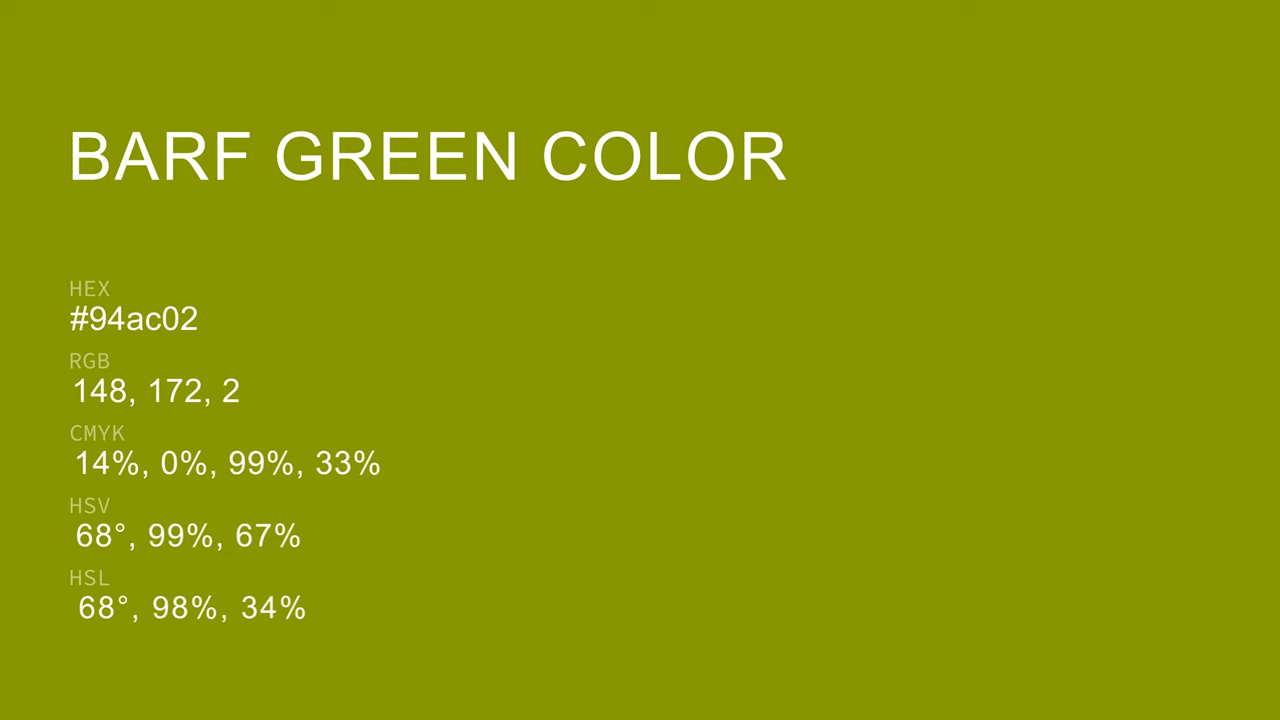 BARF GREEN COLOR
HEX
#94ac02
RGB
148, 172, 2
CMYK
14%, 0%, 99%, 33%
HSV
68°, 99%, 67%
HSL
68°, 98%, 34%